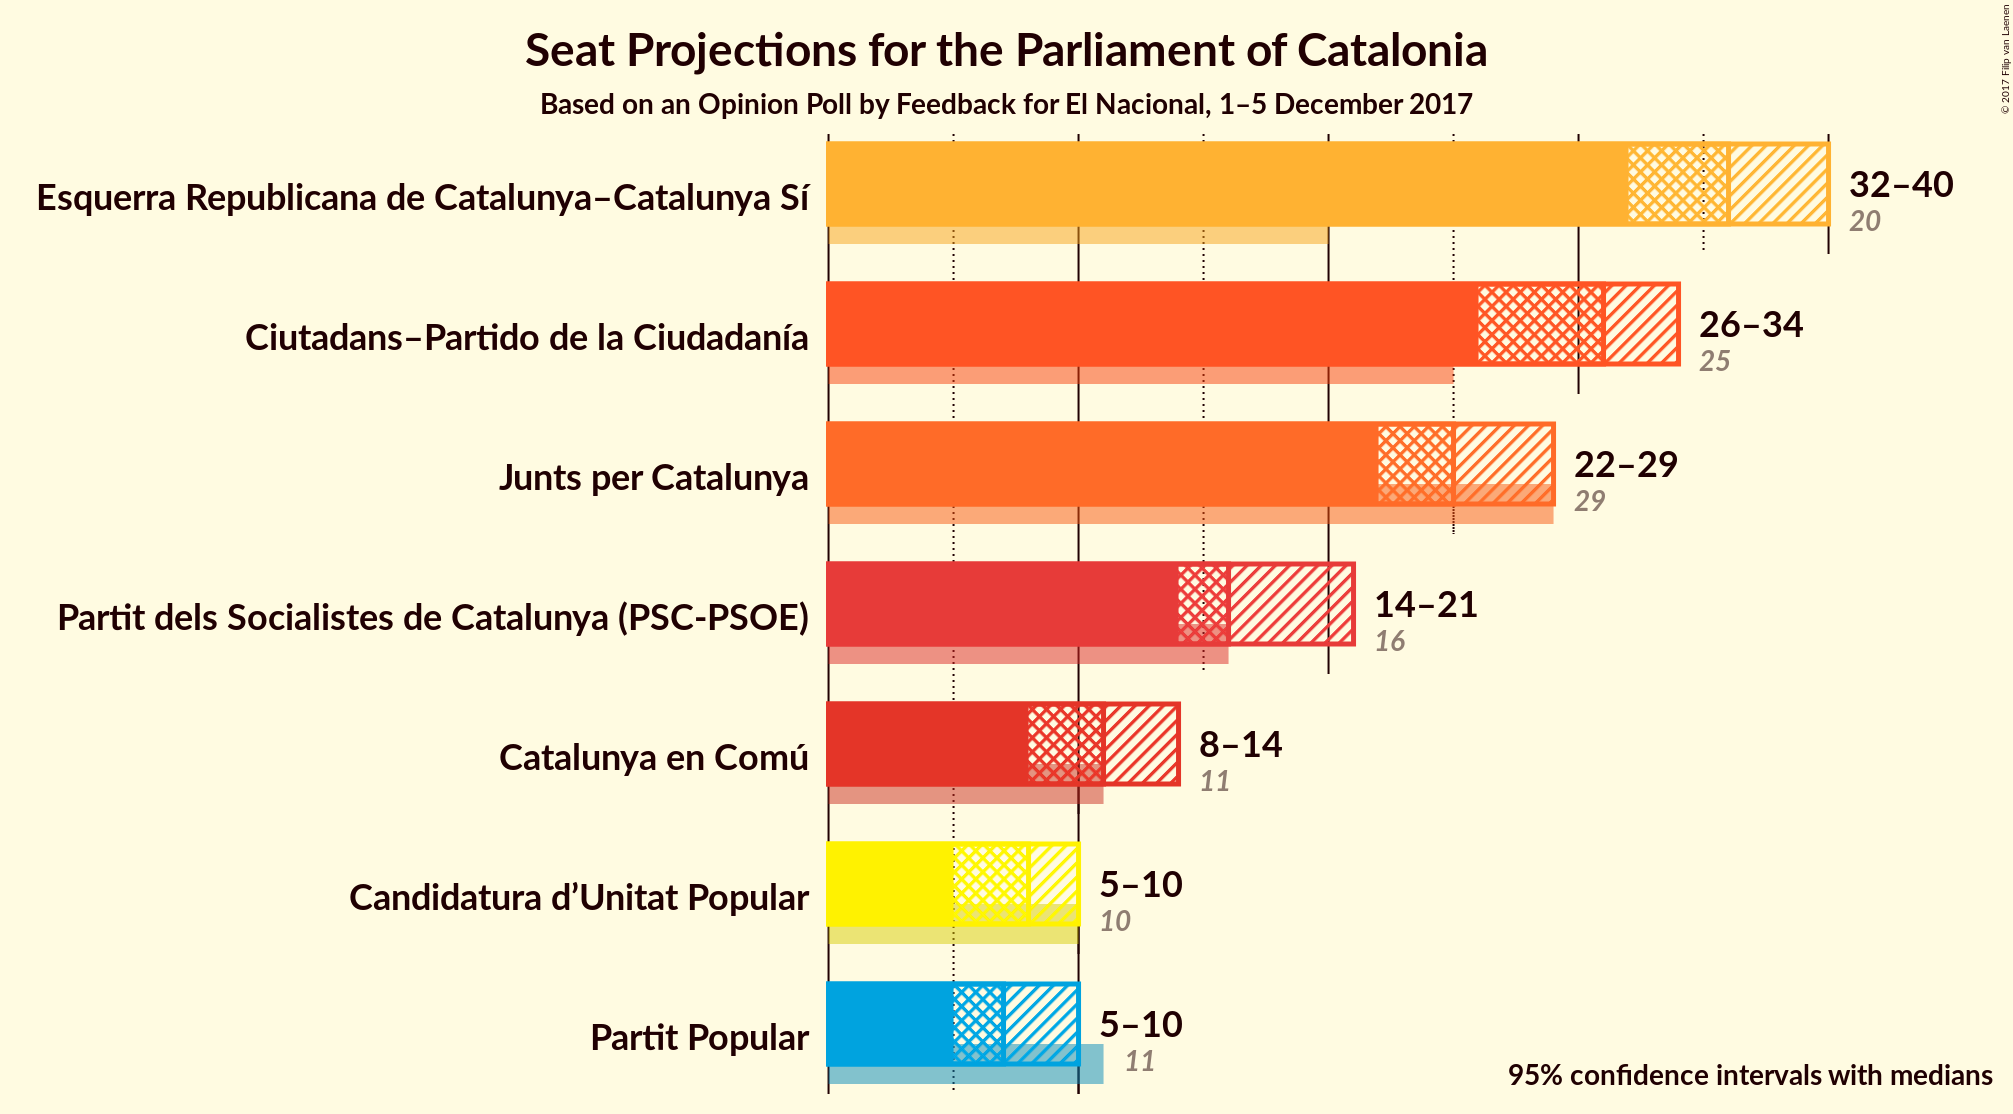 Seat Projections for the Parliament of Catalonia
Based on an Opinion Poll by Feedback for El Nacional, 1–5 December 2017
© 2017 Filip van Laenen
Esquerra Republicana de Catalunya–Catalunya Sí
32–40
20
Ciutadans–Partido de la Ciudadanía
26–34
25
Junts per Catalunya
22–29
29
Partit dels Socialistes de Catalunya (PSC-PSOE)
14–21
16
Catalunya en Comú
8–14
11
Candidatura d’Unitat Popular
5–10
10
Partit Popular
5–10
11
95% confidence intervals with medians